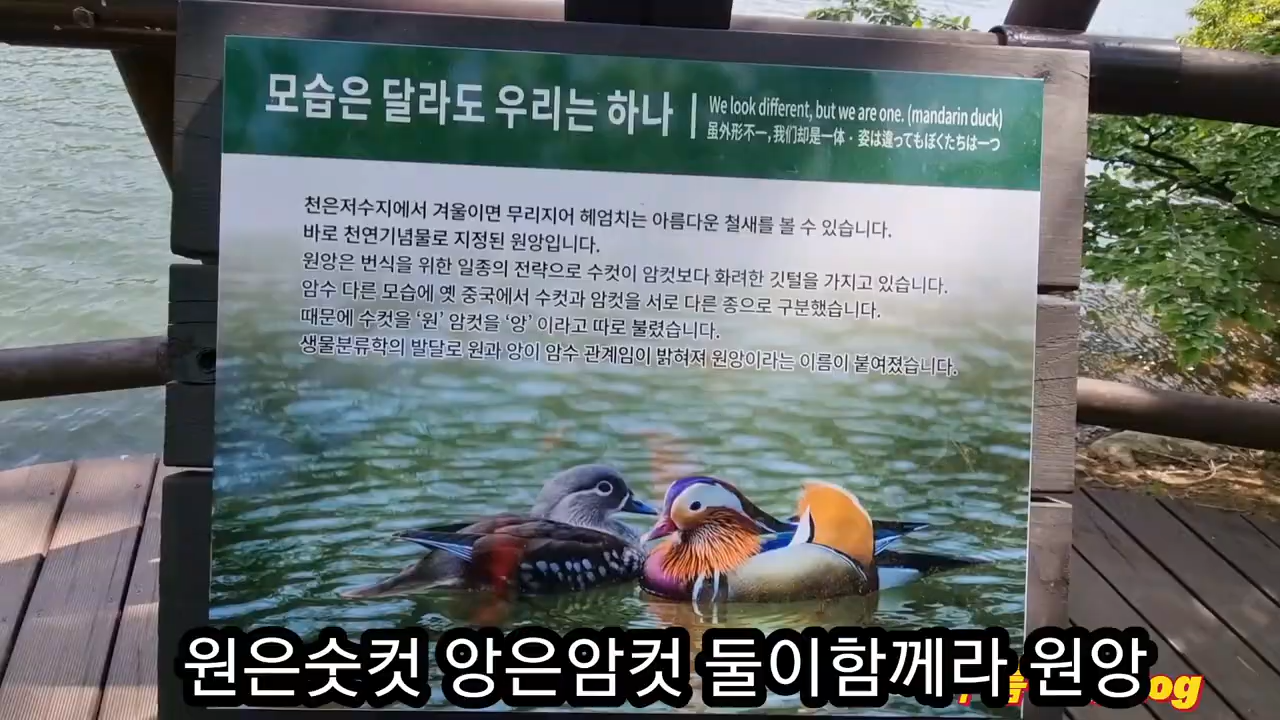 모습은 달라도 우리는 하나
We look different, but we are one. (mandarin duck)
虽外形不一, 我们却是一体 · 姿は違ってもぼくたちは一つ
천은저수지에서 겨울이면 무리지어 헤엄치는 아름다운 철새를 볼 수 있습니다.
바로 천연기념물로 지정된 원앙입니다.
원앙은 번식을 위한 일종의 전략으로 수컷이 암컷보다 화려한 깃털을 가지고 있습니다.
암수 다른 모습에 옛 중국에서 수컷과 암컷을 서로 다른 종으로 구분했습니다.
때문에 수컷을 ‘원’ 암컷을 ‘앙’ 이라고 따로 불렸습니다.
생물분류학의 발달로 원과 앙이 암수 관계임이 밝혀져 원앙이라는 이름이 붙여졌습니다.
원은숫컷 앙은암컷 둘이함께라 원앙